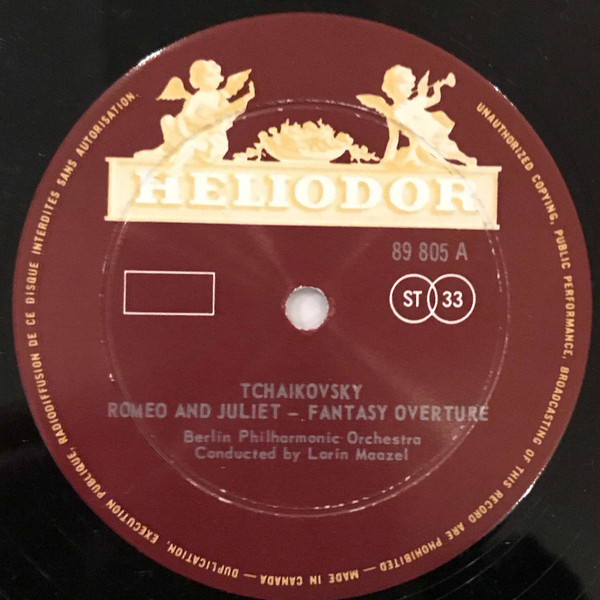 HELIODOR
89 805 A
ST 33
TCHAIKOVSKY
ROMEO AND JULIET – FANTASY OVERTURE
Berlin Philharmonic Orchestra
Conducted by Lorin Maazel
UNAUTHORIZED COPYING, PUBLIC PERFORMANCE, BROADCASTING OF THIS RECORD ARE PROHIBITED — MADE IN CANADA — DUPLICATION, EXECUTION PUBLIQUE, RADIODIFFUSION DE CE DISQUE INTERDITES SANS AUTORISATION.